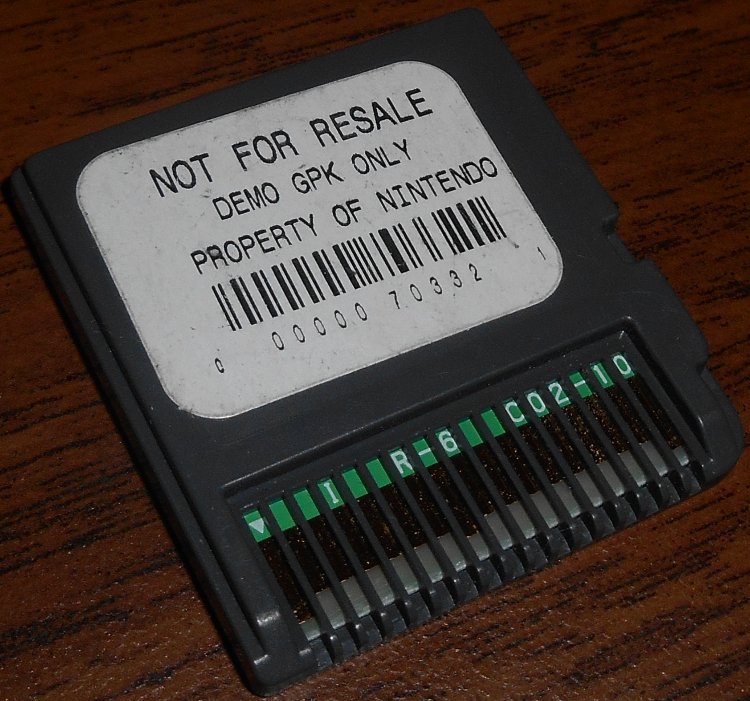 NOT FOR RESALE
DEMO GPK ONLY
PROPERTY OF NINTENDO
0 00000 70332 1
I R-6 C02-10